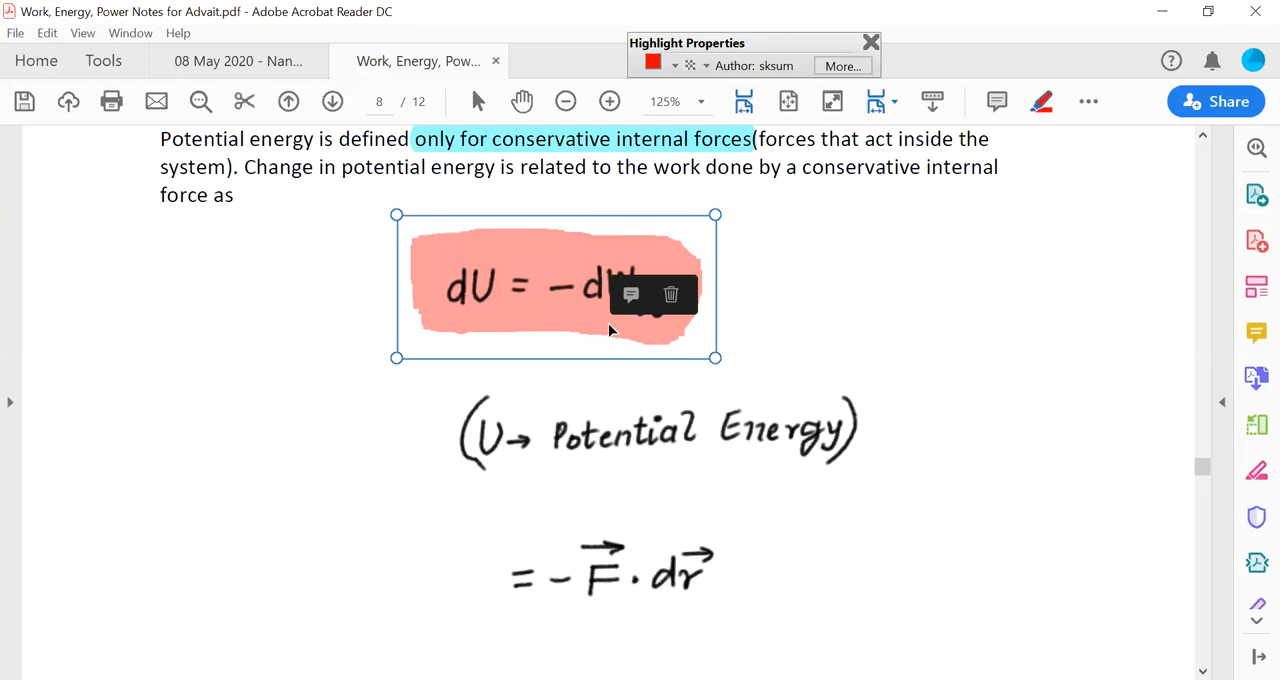 Work, Energy, Power Notes for Advait.pdf - Adobe Acrobat Reader DC
File Edit View Window Help
Highlight Properties
Author: sksum More...
Home Tools 08 May 2020 - Nan... Work, Energy, Pow...
8 / 12 125% Share
Potential energy is defined only for conservative internal forces(forces that act inside the
system). Change in potential energy is related to the work done by a conservative internal
force as
dU = -d
(U→ Potential Energy)
= - F⃗ . dr⃗